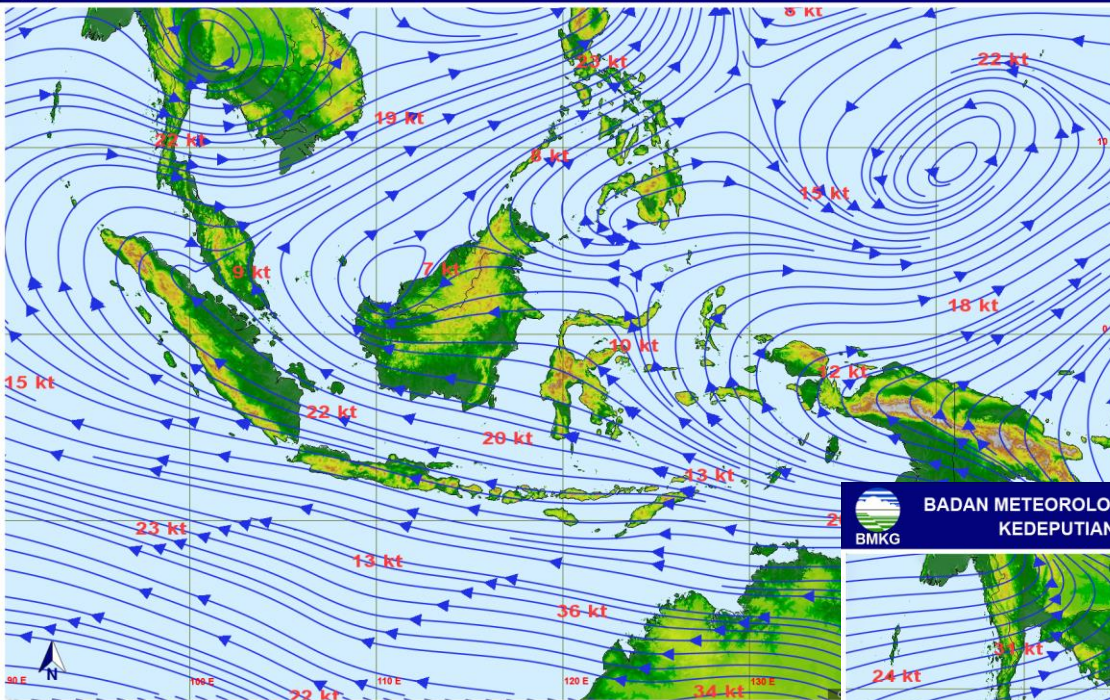 8 kt
23 kt
22 kt
19 kt
22 kt
8 kt
15 kt
9 kt
7 kt
18 kt
10 kt
12 kt
15 kt
22 kt
20 kt
13 kt
BADAN METEOROLO
KEDEPUTIAN
BMKG
23 kt
13 kt
36 kt
31 kt
24 kt
N
90 E
100 E
110 E
120 E
130 E
22 kt
34 kt